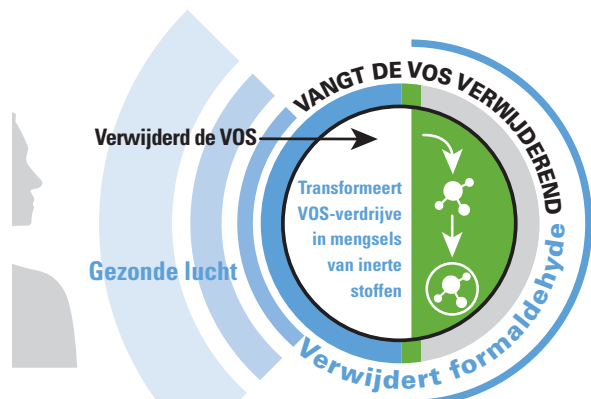 VANGT DE VOS VERWIJDEREND
Verwijderd de VOS
Transformeert
VOS-verdrijve
in mengsels
van inerte
stoffen
Gezonde lucht
Verwijdert formaldehyde